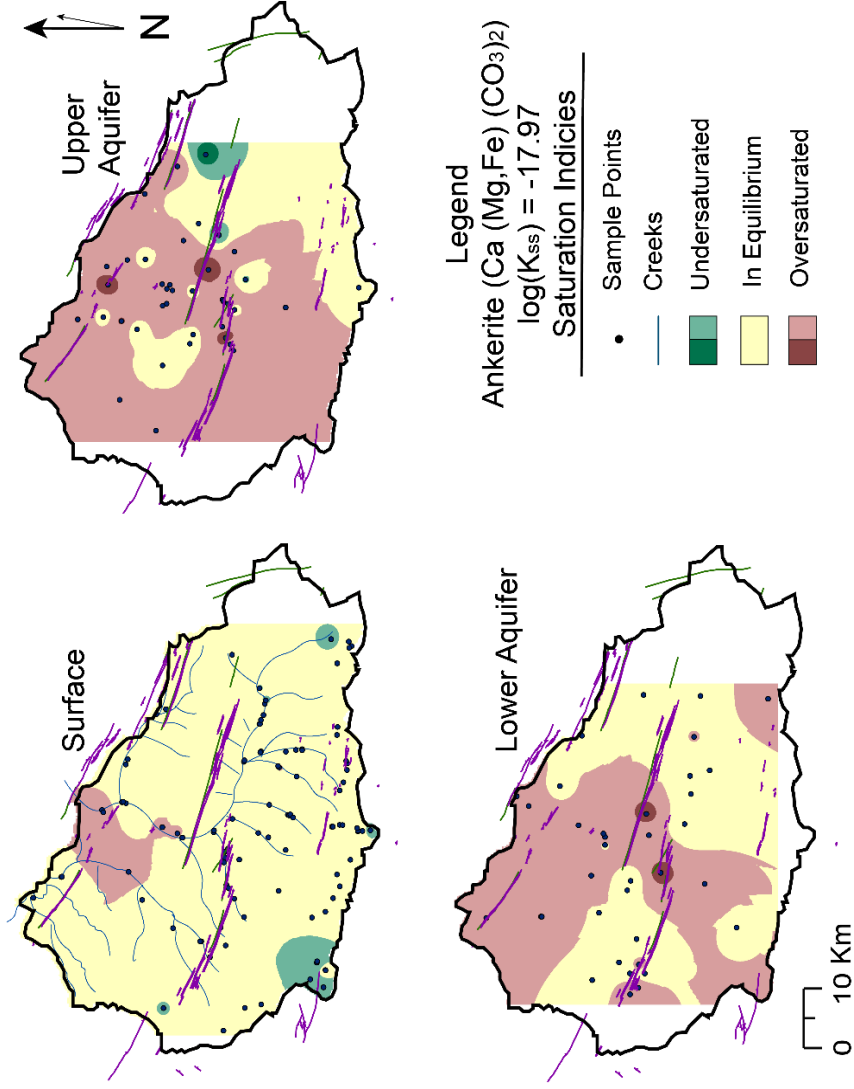 Surface
Upper
Aquifer
N
Lower Aquifer
0 10 Km
Legend
Ankerite (Ca (Mg,Fe) (CO3)2)
log(Kss) = -17.97
Saturation Indicies
Sample Points
Creeks
Undersaturated
In Equilibrium
Oversaturated